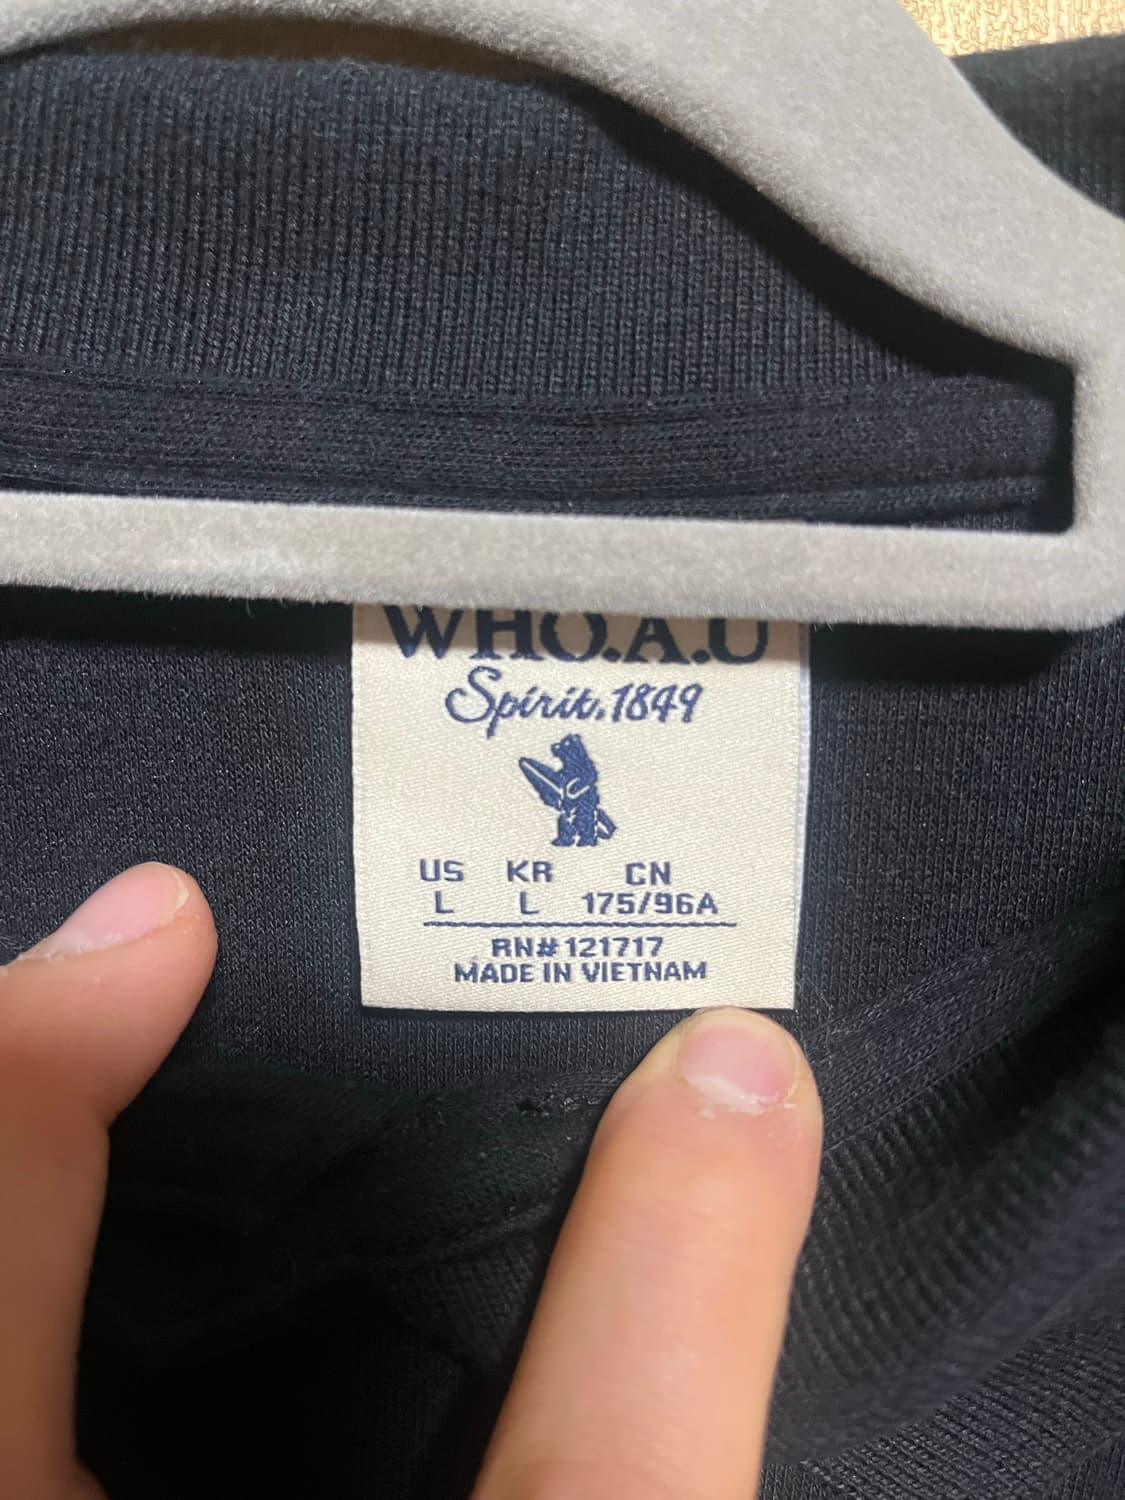 WHO.A.U
Spirit.1849
US KR CN
L L 175/96A
RN# 121717
MADE IN VIETNAM